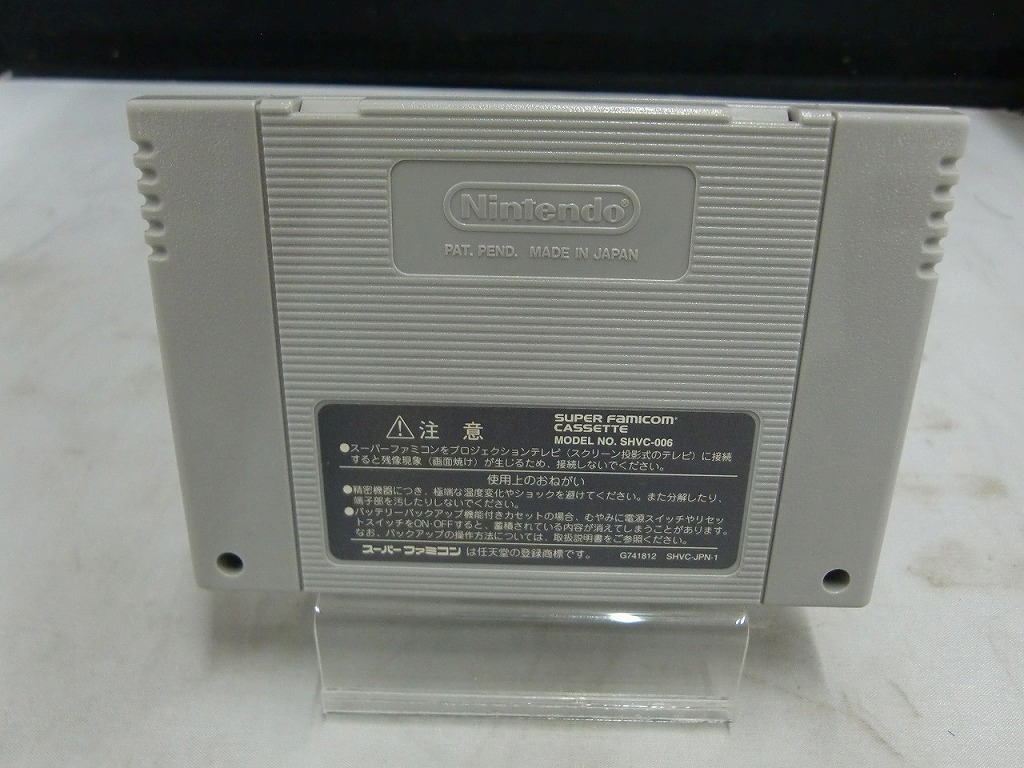 Nintendo®
PAT. PEND. MADE IN JAPAN
⚠注 意
SUPER FAMICOM®
CASSETTE
MODEL NO. SHVC-006
●スーパーファミコンをプロジェクションテレビ(スクリーン投影式のテレビ)に接続
すると残像現象(画面焼け)が生じるため、接続しないでください。
使用上のおねがい
●精密機器につき、極端な温度変化やショックを避けてください。また分解したり、
端子部を汚したりしないでください。
●バッテリーバックアップ機能付きカセットの場合、むやみに電源スイッチやリセッ
トスイッチをON・OFFすると、蓄積されている内容が消えてしまうことがあります。
なお、バックアップの操作方法については、取扱説明書をご参照ください。
スーパーファミコン は任天堂の登録商標です。 G741812 SHVC-JPN-1